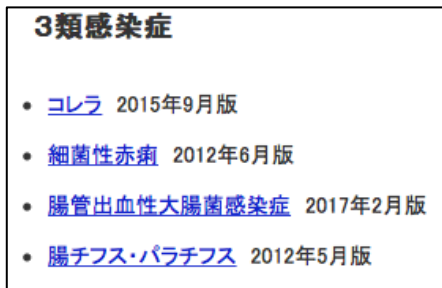 3類感染症
• コレラ 2015年9月版
• 細菌性赤痢 2012年6月版
• 腸管出血性大腸菌感染症 2017年2月版
• 腸チフス・パラチフス 2012年5月版